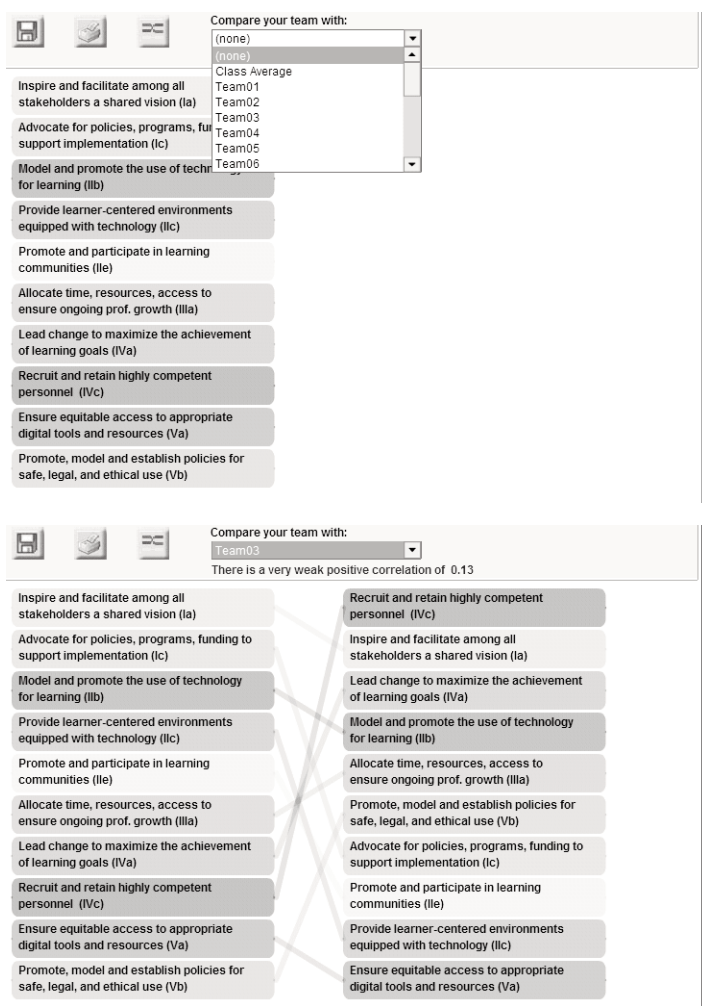 Compare your team with:
(none)
(none)
Class Average
Team01
Team02
Team03
Team04
Team05
Team06
Inspire and facilitate among all
stakeholders a shared vision (Ia)
Advocate for policies, programs, fun
support implementation (Ic)
Model and promote the use of technology
for learning (IIb)
Provide learner-centered environments
equipped with technology (IIc)
Promote and participate in learning
communities (IIe)
Allocate time, resources, access to
ensure ongoing prof. growth (IIIa)
Lead change to maximize the achievement
of learning goals (IVa)
Recruit and retain highly competent
personnel (IVc)
Ensure equitable access to appropriate
digital tools and resources (Va)
Promote, model and establish policies for
safe, legal, and ethical use (Vb)
Compare your team with:
Team03
There is a very weak positive correlation of 0.13
Inspire and facilitate among all
stakeholders a shared vision (Ia)
Advocate for policies, programs, funding to
support implementation (Ic)
Model and promote the use of technology
for learning (IIb)
Provide learner-centered environments
equipped with technology (IIc)
Promote and participate in learning
communities (IIe)
Allocate time, resources, access to
ensure ongoing prof. growth (IIIa)
Lead change to maximize the achievement
of learning goals (IVa)
Recruit and retain highly competent
personnel (IVc)
Ensure equitable access to appropriate
digital tools and resources (Va)
Promote, model and establish policies for
safe, legal, and ethical use (Vb)
Recruit and retain highly competent
personnel (IVc)
Inspire and facilitate among all
stakeholders a shared vision (Ia)
Lead change to maximize the achievement
of learning goals (IVa)
Model and promote the use of technology
for learning (IIb)
Allocate time, resources, access to
ensure ongoing prof. growth (IIIa)
Promote, model and establish policies for
safe, legal, and ethical use (Vb)
Advocate for policies, programs, funding to
support implementation (Ic)
Promote and participate in learning
communities (IIe)
Provide learner-centered environments
equipped with technology (IIc)
Ensure equitable access to appropriate
digital tools and resources (Va)